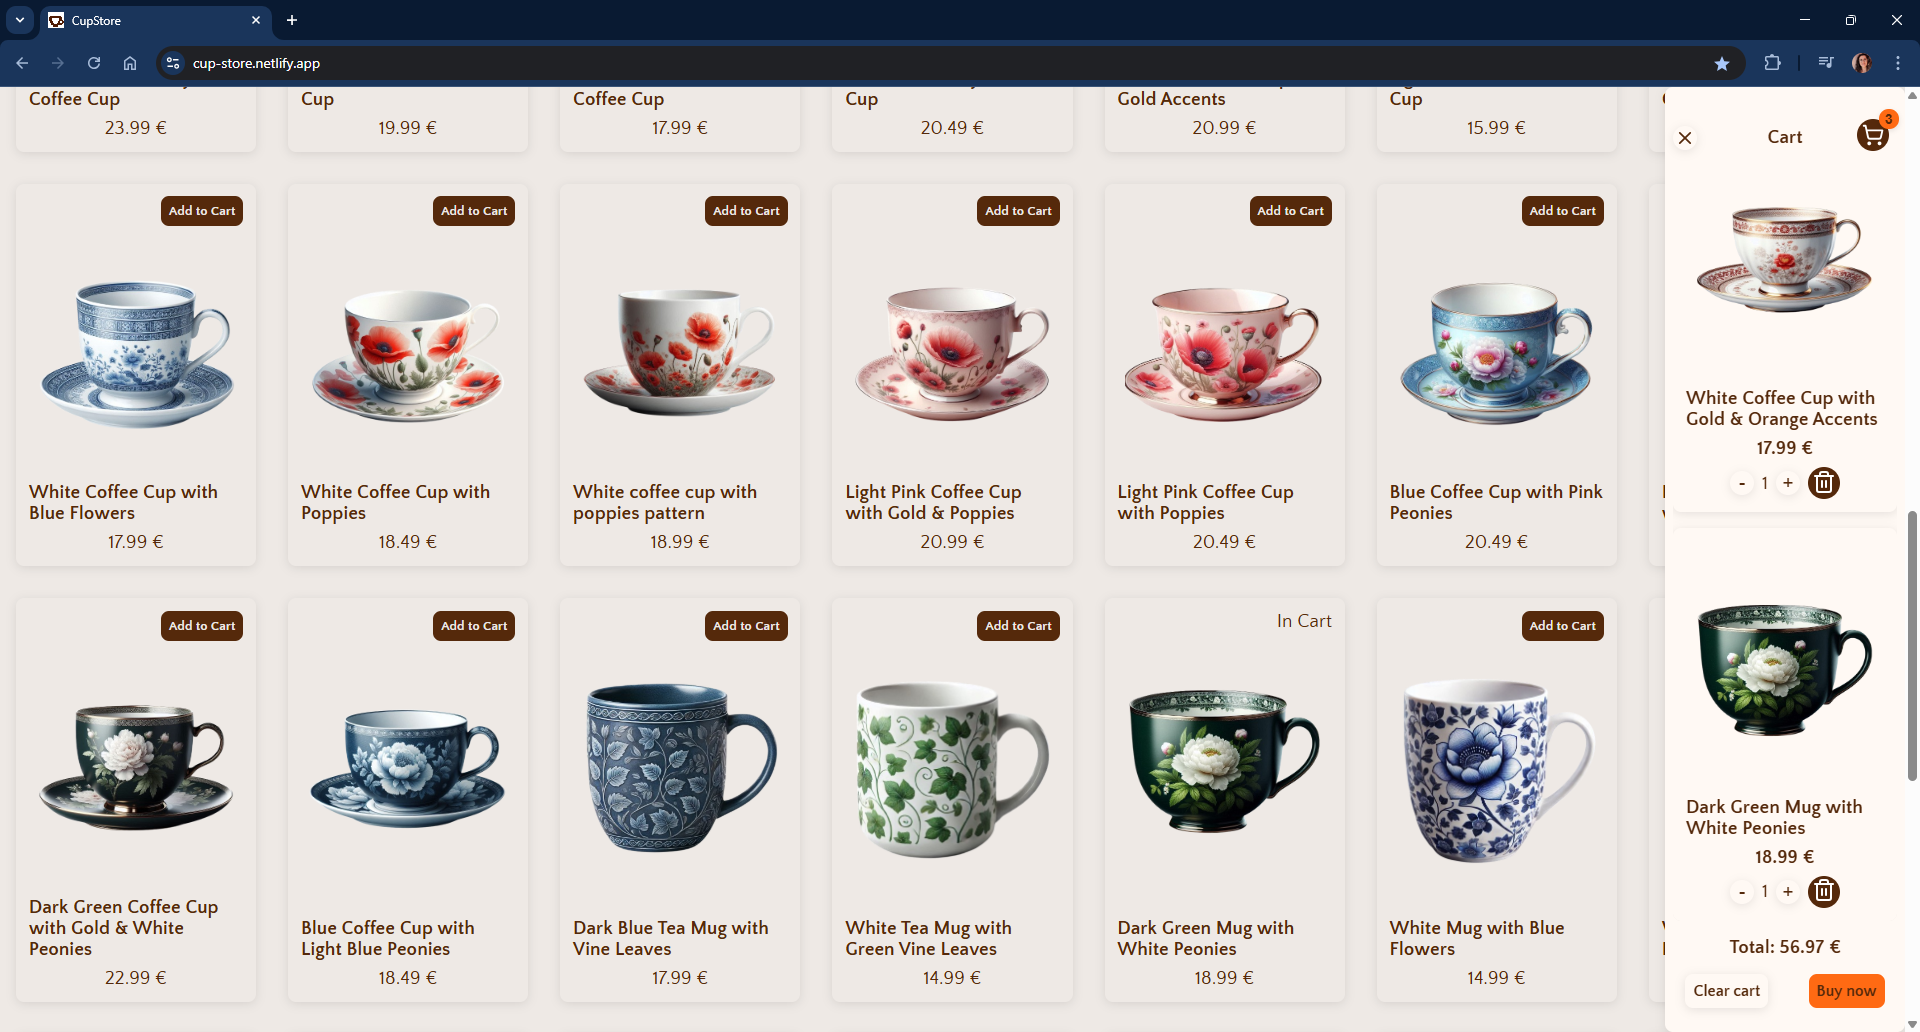 CupStore
cup-store.netlify.app
Coffee Cup
23.99 €
Cup
19.99 €
Coffee Cup
17.99 €
Cup
20.49 €
Gold Accents
20.99 €
Cup
15.99 €
Add to Cart
White Coffee Cup with
Blue Flowers
17.99 €
Add to Cart
White Coffee Cup with
Poppies
18.49 €
Add to Cart
White coffee cup with
poppies pattern
18.99 €
Add to Cart
Light Pink Coffee Cup
with Gold & Poppies
20.99 €
Add to Cart
Light Pink Coffee Cup
with Poppies
20.49 €
Add to Cart
Blue Coffee Cup with Pink
Peonies
20.49 €
Add to Cart
Dark Green Coffee Cup
with Gold & White
Peonies
22.99 €
Add to Cart
Blue Coffee Cup with
Light Blue Peonies
18.49 €
Add to Cart
Dark Blue Tea Mug with
Vine Leaves
17.99 €
Add to Cart
White Tea Mug with
Green Vine Leaves
14.99 €
In Cart
Dark Green Mug with
White Peonies
18.99 €
Add to Cart
White Mug with Blue
Flowers
14.99 €
Cart
3
White Coffee Cup with
Gold & Orange Accents
17.99 €
- 1 +
Dark Green Mug with
White Peonies
18.99 €
- 1 +
Total: 56.97 €
Clear cart
Buy now